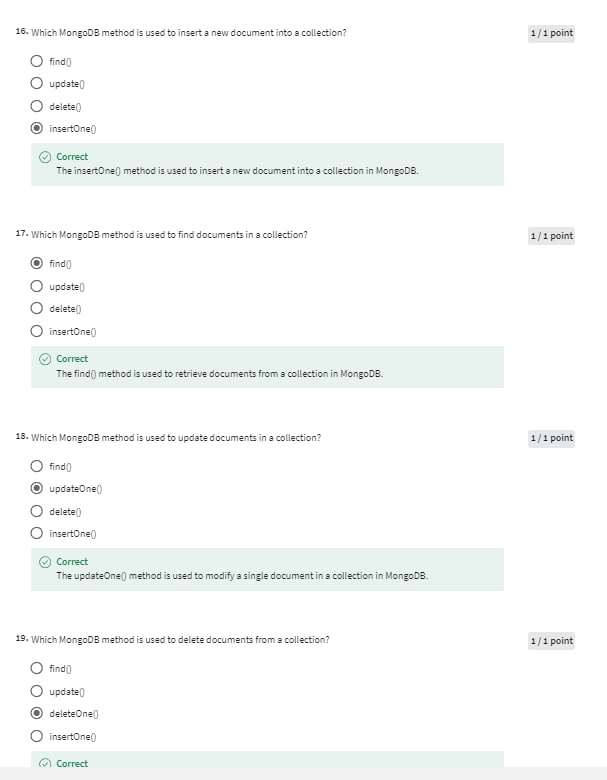 16. Which MongoDB method is used to insert a new document into a collection? 1 / 1 point
find()
update()
delete()
insertOne()
Correct
The insertOne() method is used to insert a new document into a collection in MongoDB.
17. Which MongoDB method is used to find documents in a collection? 1 / 1 point
find()
update()
delete()
insertOne()
Correct
The find() method is used to retrieve documents from a collection in MongoDB.
18. Which MongoDB method is used to update documents in a collection? 1 / 1 point
find()
updateOne()
delete()
insertOne()
Correct
The updateOne() method is used to modify a single document in a collection in MongoDB.
19. Which MongoDB method is used to delete documents from a collection? 1 / 1 point
find()
update()
deleteOne()
insertOne()
Correct